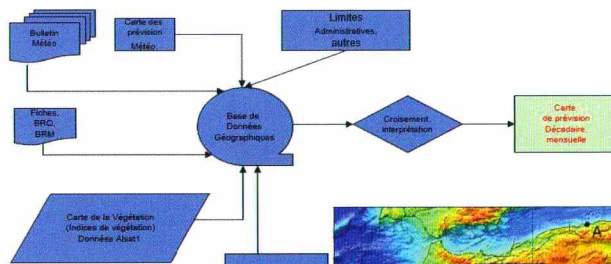 Bulletin
Météo
Carte des
prévision
Météo.
Limites
Administratives,
autres
Fiches,
BRQ,
BRM
Base de
Données
Géographiques
Croisement,
interprétation
Carte
de prévision
Décadaire,
mensuelle
Carte de la Végétation
(Indices de végétation)
Données Alsat1
A